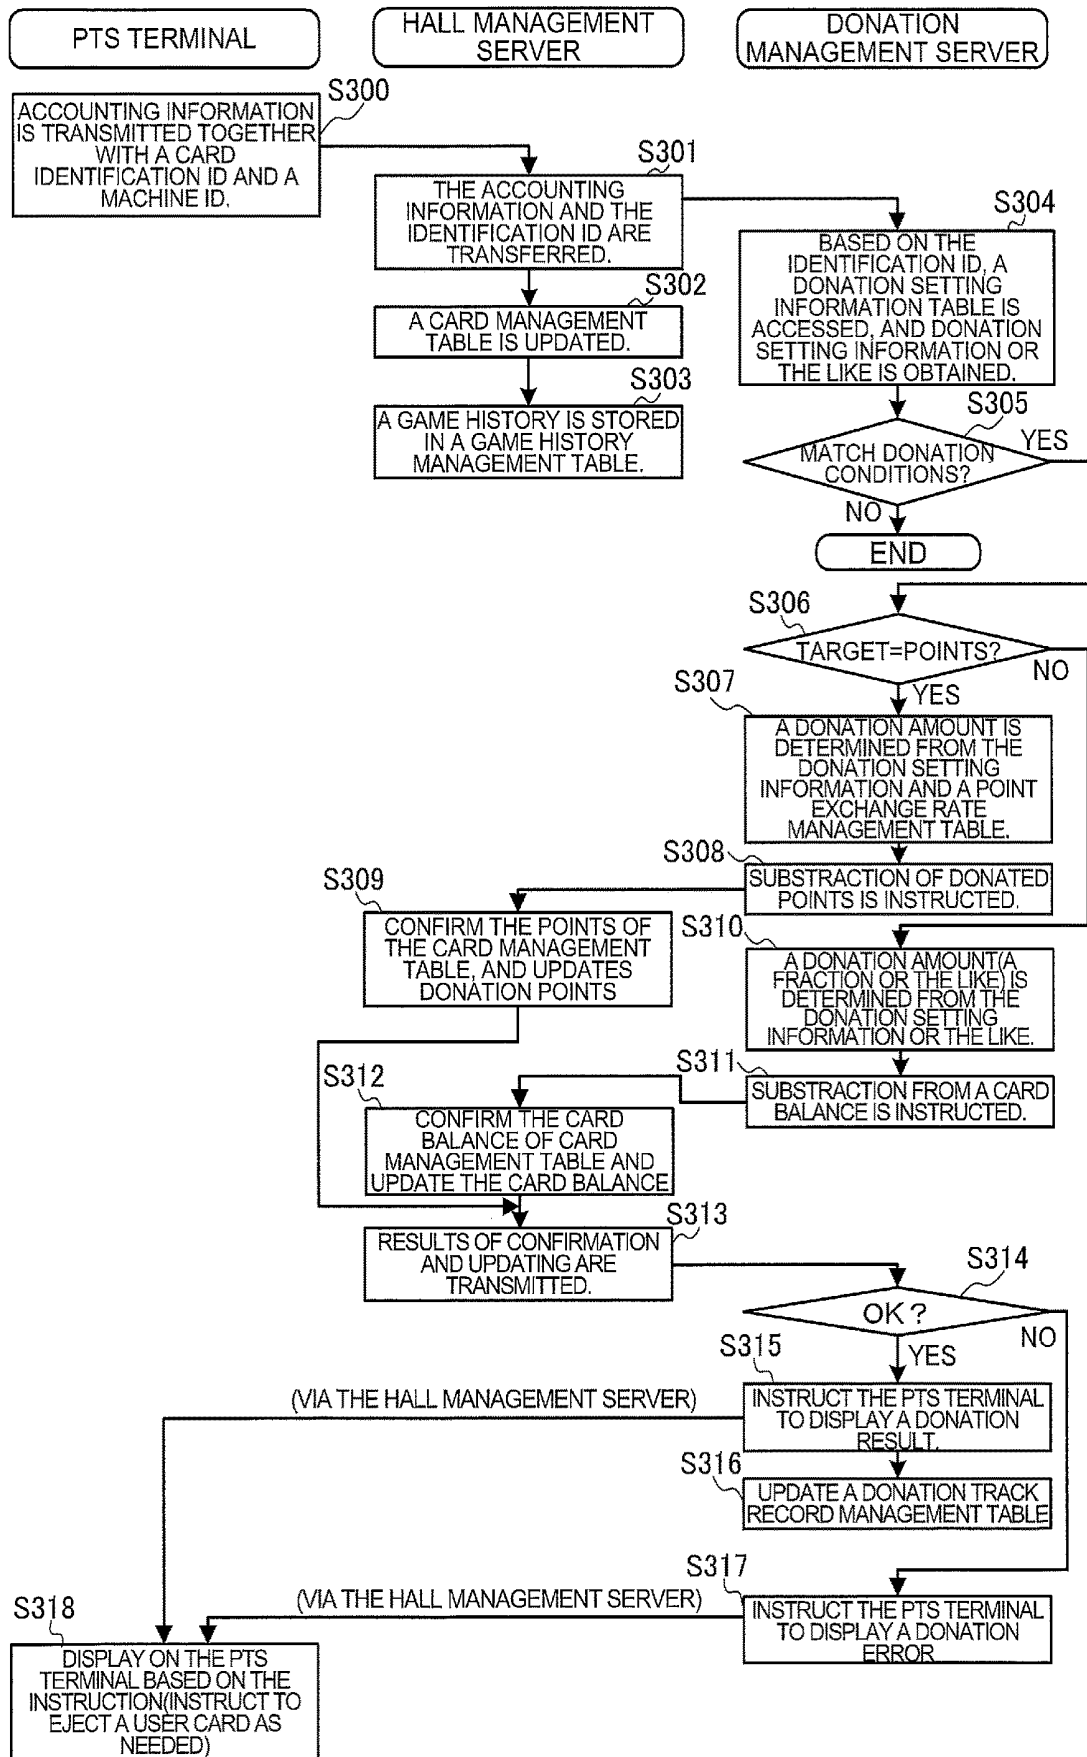 PTS TERMINAL
HALL MANAGEMENT
SERVER
DONATION
MANAGEMENT SERVER
S300
ACCOUNTING INFORMATION
IS TRANSMITTED TOGETHER
WITH A CARD
IDENTIFICATION ID AND A
MACHINE ID.
S301
THE ACCOUNTING
INFORMATION AND THE
IDENTIFICATION ID ARE
TRANSFERRED.
S302
A CARD MANAGEMENT
TABLE IS UPDATED.
S303
A GAME HISTORY IS STORED
IN A GAME HISTORY
MANAGEMENT TABLE.
S304
BASED ON THE
IDENTIFICATION ID, A
DONATION SETTING
INFORMATION TABLE IS
ACCESSED, AND DONATION
SETTING INFORMATION OR
THE LIKE IS OBTAINED.
S305
MATCH DONATION
CONDITIONS?
YES
NO
END
S306
TARGET=POINTS?
NO
YES
S307
A DONATION AMOUNT IS
DETERMINED FROM THE
DONATION SETTING
INFORMATION AND A POINT
EXCHANGE RATE
MANAGEMENT TABLE.
S308
SUBSTRACTION OF DONATED
POINTS IS INSTRUCTED.
S309
CONFIRM THE POINTS OF
THE CARD MANAGEMENT
TABLE, AND UPDATES
DONATION POINTS
S310
A DONATION AMOUNT(A
FRACTION OR THE LIKE) IS
DETERMINED FROM THE
DONATION SETTING
INFORMATION OR THE LIKE.
S311
SUBSTRACTION FROM A CARD
BALANCE IS INSTRUCTED.
S312
CONFIRM THE CARD
BALANCE OF CARD
MANAGEMENT TABLE AND
UPDATE THE CARD BALANCE
S313
RESULTS OF CONFIRMATION
AND UPDATING ARE
TRANSMITTED.
S314
OK?
NO
YES
S315
(VIA THE HALL MANAGEMENT SERVER)
INSTRUCT THE PTS TERMINAL
TO DISPLAY A DONATION
RESULT.
S316
UPDATE A DONATION TRACK
RECORD MANAGEMENT TABLE
S317
(VIA THE HALL MANAGEMENT SERVER)
INSTRUCT THE PTS TERMINAL
TO DISPLAY A DONATION
ERROR
S318
DISPLAY ON THE PTS
TERMINAL BASED ON THE
INSTRUCTION(INSTRUCT TO
EJECT A USER CARD AS
NEEDED)